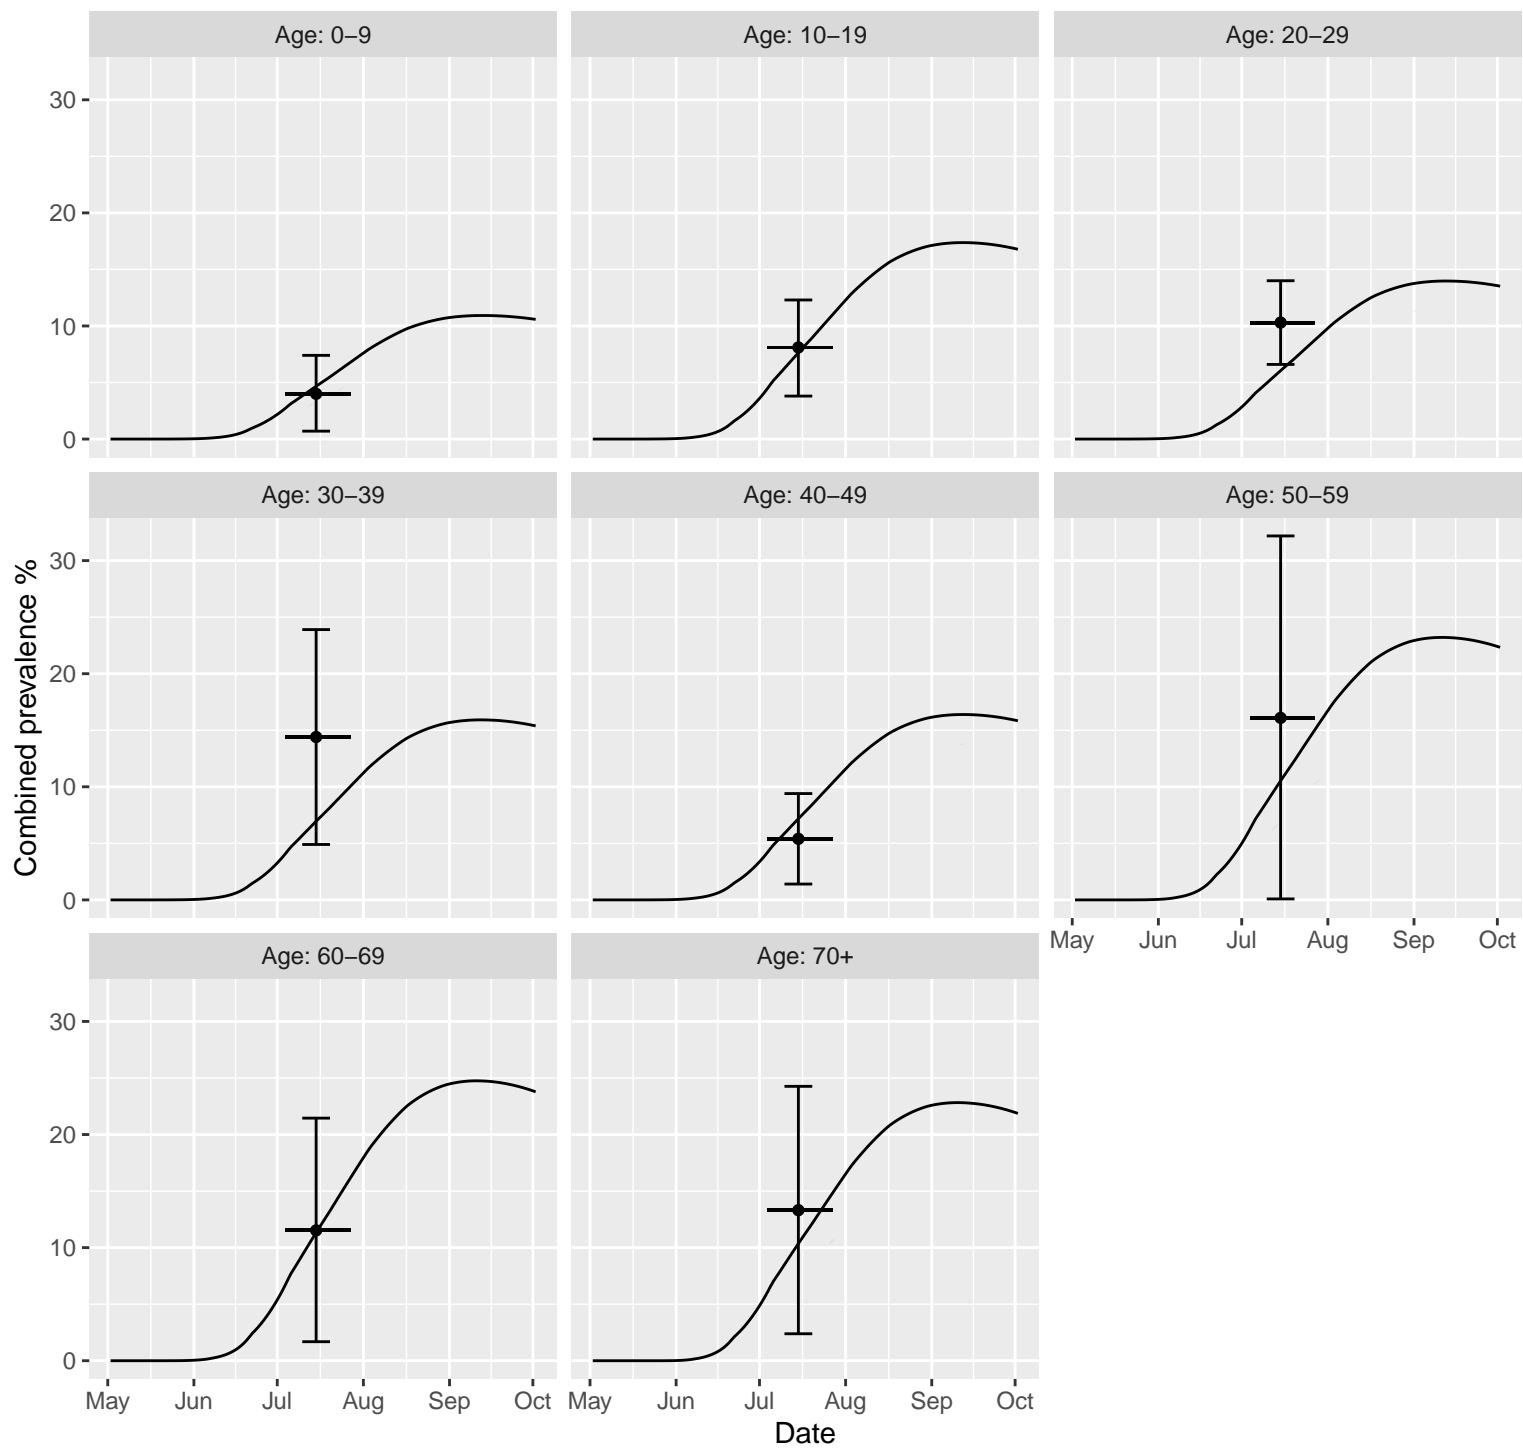 Age: 0–9
Age: 10–19
Age: 20–29
30
20
10
0
Age: 30–39
Age: 40–49
Age: 50–59
30
20
10
0
May Jun Jul Aug Sep Oct
Age: 60–69
Age: 70+
30
20
10
0
May Jun Jul Aug Sep Oct
May Jun Jul Aug Sep Oct
Date
Combined prevalence %